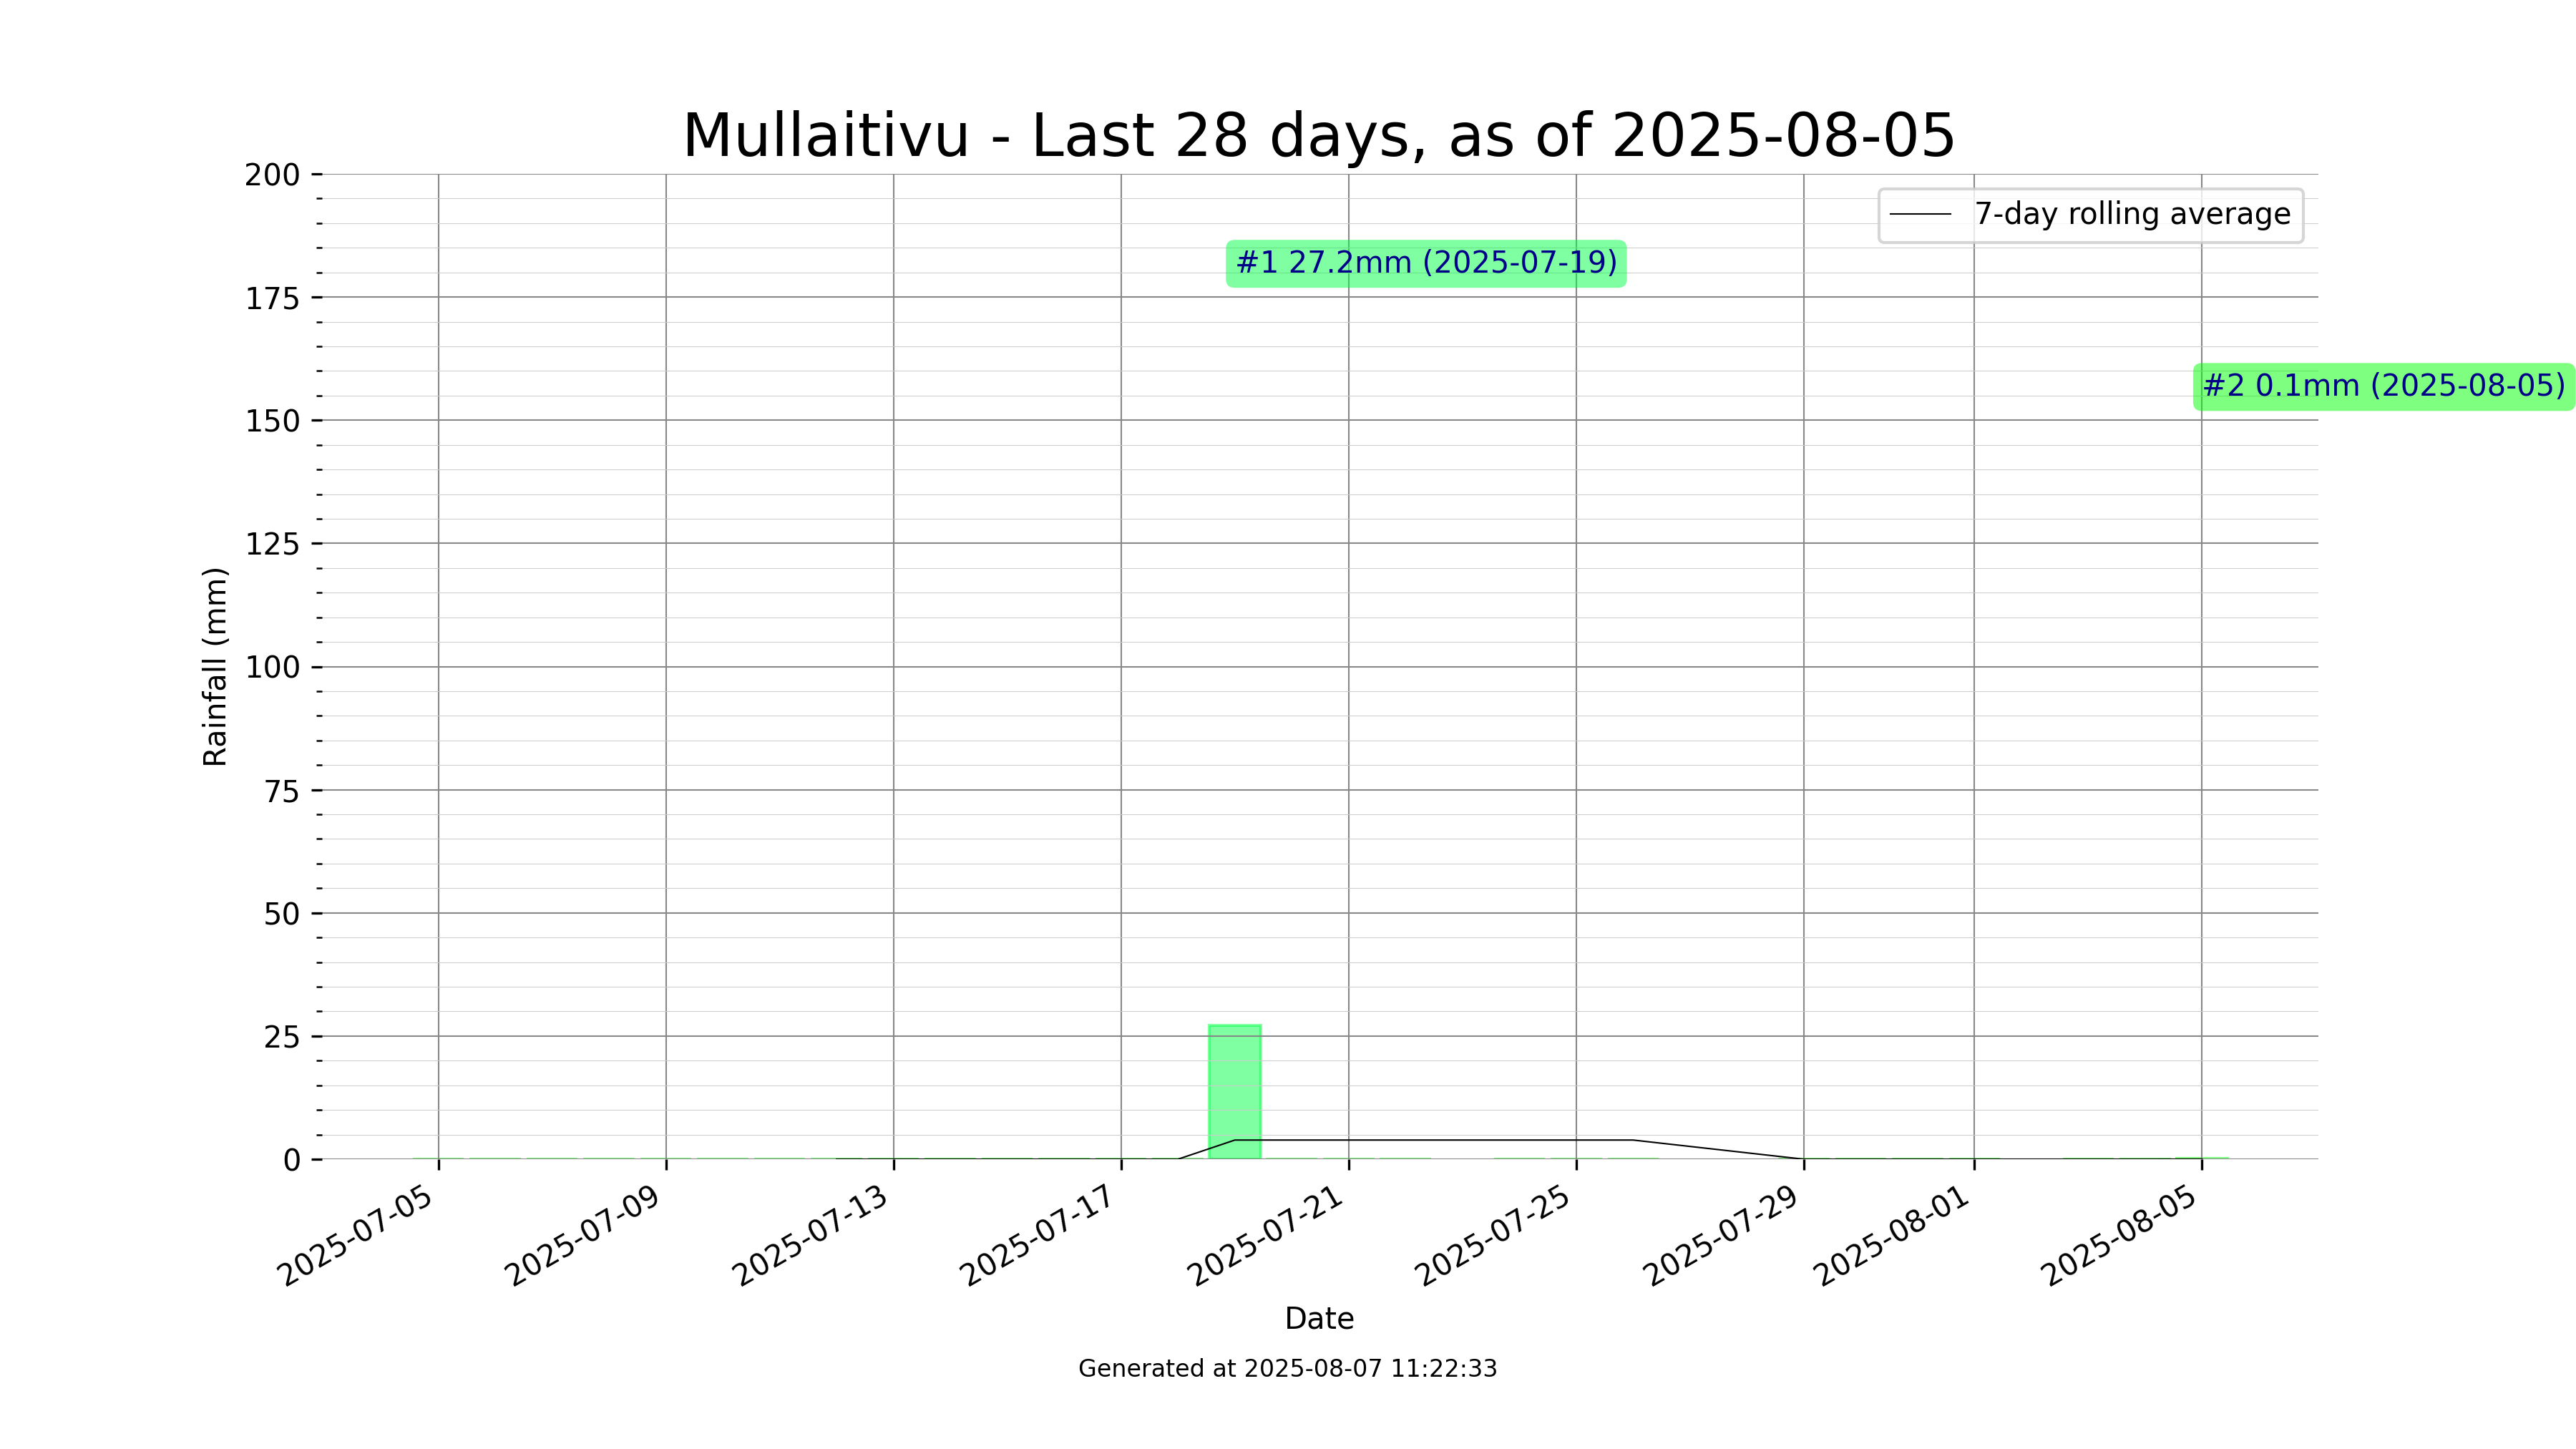 Mullaitivu - Last 28 days, as of 2025-08-05
7-day rolling average
#1 27.2mm (2025-07-19)
#2 0.1mm (2025-08-05)
Rainfall (mm)
200
175
150
125
100
75
50
25
0
2025-07-05
2025-07-09
2025-07-13
2025-07-17
2025-07-21
2025-07-25
2025-07-29
2025-08-01
2025-08-05
Date
Generated at 2025-08-07 11:22:33